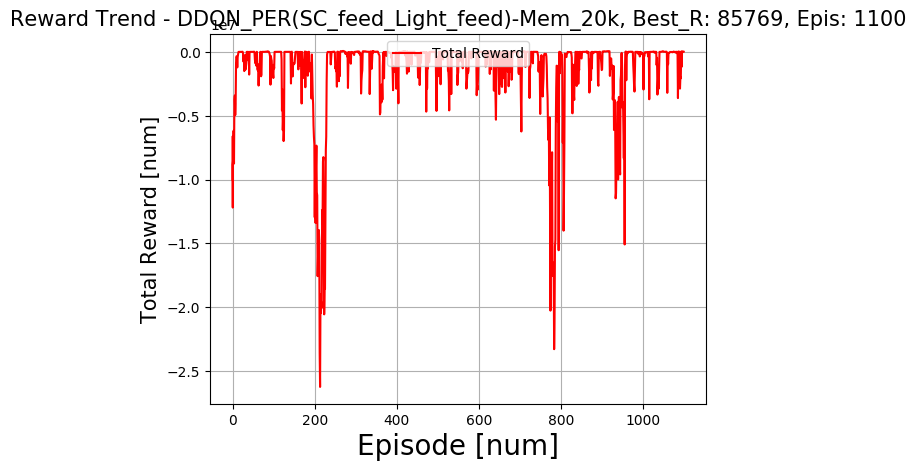 Reward Trend - DDQN_PER(SC_feed_Light_feed)-Mem_20k, Best_R: 85769, Epis: 1100
1e7
Total Reward
0.0
−0.5
−1.0
−1.5
−2.0
−2.5
Total Reward [num]
0 200 400 600 800 1000
Episode [num]